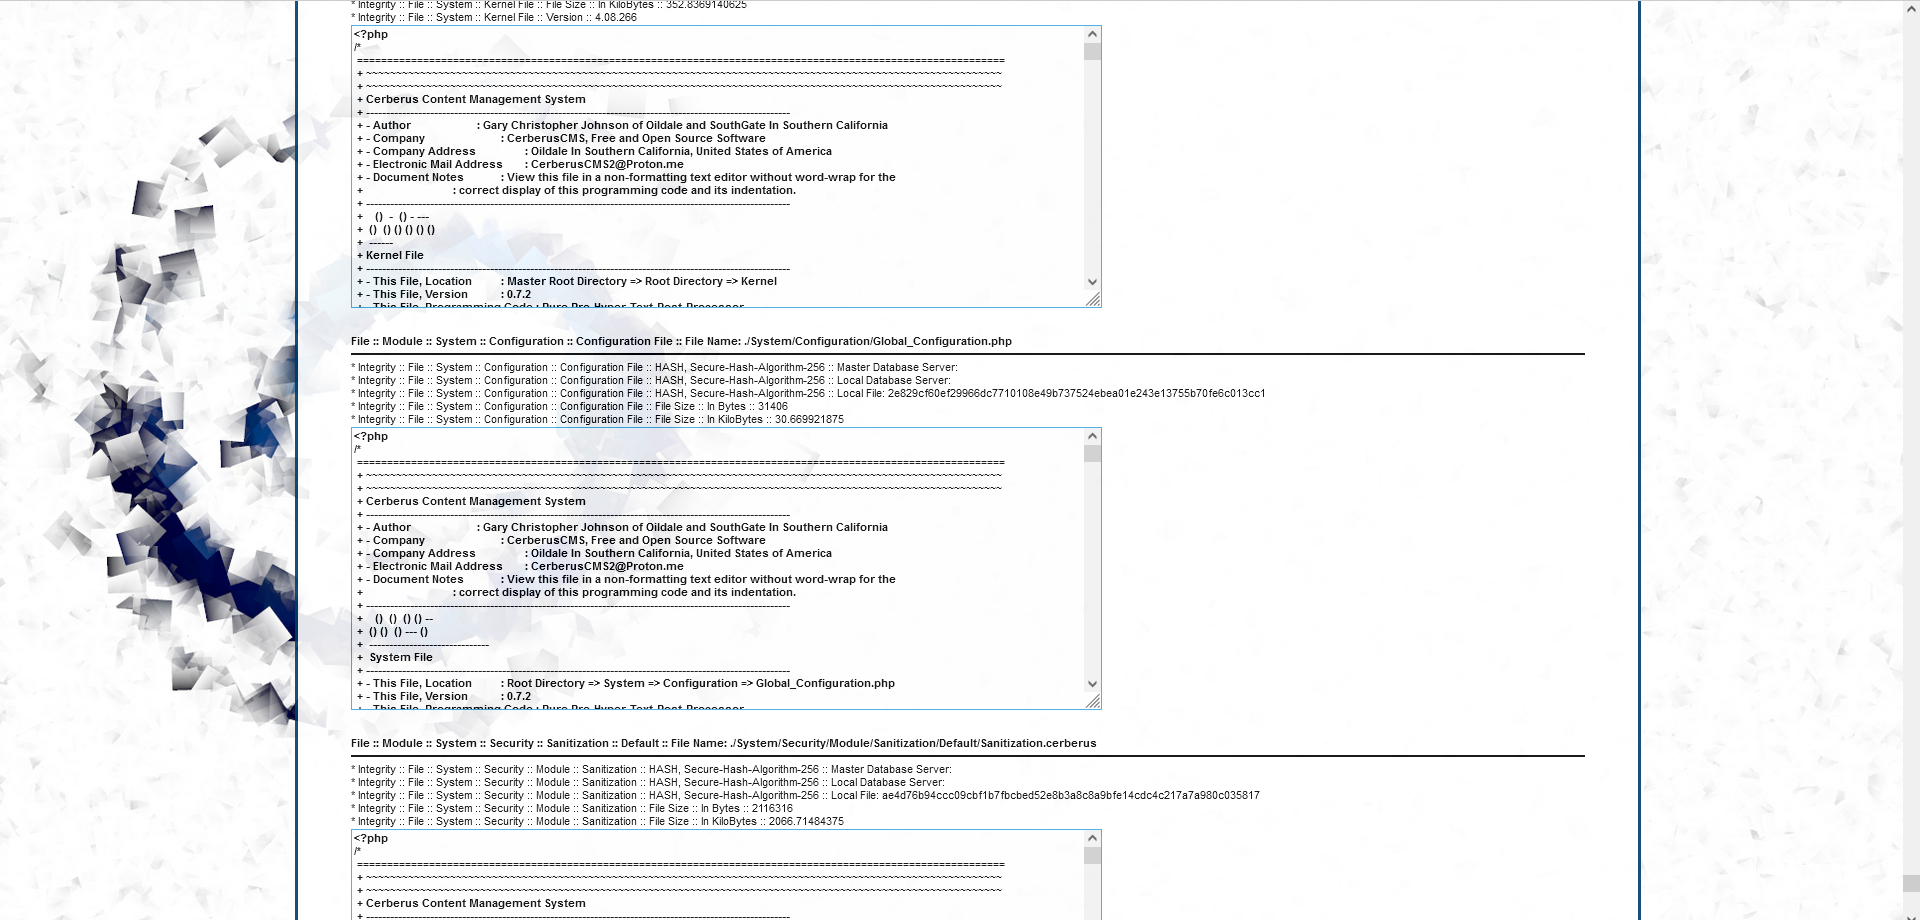 * Integrity :: File :: System :: Kernel File :: File Size :: In KiloBytes :: 352.8369140625
* Integrity :: File :: System :: Kernel File :: Version :: 4.08.266
<?php
/*
============================================================================================================
+ ~~~~~~~~~~~~~~~~~~~~~~~~~~~~~~~~~~~~~~~~~~~~~~~~~~~~~~~~~~~~~~~~~~~~~~~~~~~~~~~~~~~~~~~~~~~~~~~~~~~~~~~~~~
+ ~~~~~~~~~~~~~~~~~~~~~~~~~~~~~~~~~~~~~~~~~~~~~~~~~~~~~~~~~~~~~~~~~~~~~~~~~~~~~~~~~~~~~~~~~~~~~~~~~~~~~~~~~~
+ Cerberus Content Management System
+ ----------------------------------------------------------------------------------------------------------
+ - Author : Gary Christopher Johnson of Oildale and SouthGate In Southern California
+ - Company : CerberusCMS, Free and Open Source Software
+ - Company Address : Oildale In Southern California, United States of America
+ - Electronic Mail Address : CerberusCMS2@Proton.me
+ - Document Notes : View this file in a non-formatting text editor without word-wrap for the
+ : correct display of this programming code and its indentation.
+ ----------------------------------------------------------------------------------------------------------
+ () - () - ---
+ () () () () () ()
+ ------
+ Kernel File
+ ----------------------------------------------------------------------------------------------------------
+ - This File, Location : Master Root Directory => Root Directory => Kernel
+ - This File, Version : 0.7.2
+ - This File, Programming Code : Pure Pre-Hyper-Text-Post-Processor
File :: Module :: System :: Configuration :: Configuration File :: File Name: ./System/Configuration/Global_Configuration.php
* Integrity :: File :: System :: Configuration :: Configuration File :: HASH, Secure-Hash-Algorithm-256 :: Master Database Server:
* Integrity :: File :: System :: Configuration :: Configuration File :: HASH, Secure-Hash-Algorithm-256 :: Local Database Server:
* Integrity :: File :: System :: Configuration :: Configuration File :: HASH, Secure-Hash-Algorithm-256 :: Local File: 2e829cf60ef29966dc7710108e49b737524ebea01e243e13755b70fe6c013cc1
* Integrity :: File :: System :: Configuration :: Configuration File :: File Size :: In Bytes :: 31406
* Integrity :: File :: System :: Configuration :: Configuration File :: File Size :: In KiloBytes :: 30.669921875
<?php
/*
============================================================================================================
+ ~~~~~~~~~~~~~~~~~~~~~~~~~~~~~~~~~~~~~~~~~~~~~~~~~~~~~~~~~~~~~~~~~~~~~~~~~~~~~~~~~~~~~~~~~~~~~~~~~~~~~~~~~~
+ ~~~~~~~~~~~~~~~~~~~~~~~~~~~~~~~~~~~~~~~~~~~~~~~~~~~~~~~~~~~~~~~~~~~~~~~~~~~~~~~~~~~~~~~~~~~~~~~~~~~~~~~~~~
+ Cerberus Content Management System
+ ----------------------------------------------------------------------------------------------------------
+ - Author : Gary Christopher Johnson of Oildale and SouthGate In Southern California
+ - Company : CerberusCMS, Free and Open Source Software
+ - Company Address : Oildale In Southern California, United States of America
+ - Electronic Mail Address : CerberusCMS2@Proton.me
+ - Document Notes : View this file in a non-formatting text editor without word-wrap for the
+ : correct display of this programming code and its indentation.
+ ----------------------------------------------------------------------------------------------------------
+ () () () () --
+ () () () --- ()
+ ------------------------------
+ System File
+ ----------------------------------------------------------------------------------------------------------
+ - This File, Location : Root Directory => System => Configuration => Global_Configuration.php
+ - This File, Version : 0.7.2
+ - This File, Programming Code : Pure Pre-Hyper-Text-Post-Processor
File :: Module :: System :: Security :: Sanitization :: Default :: File Name: ./System/Security/Module/Sanitization/Default/Sanitization.cerberus
* Integrity :: File :: System :: Security :: Module :: Sanitization :: HASH, Secure-Hash-Algorithm-256 :: Master Database Server:
* Integrity :: File :: System :: Security :: Module :: Sanitization :: HASH, Secure-Hash-Algorithm-256 :: Local Database Server:
* Integrity :: File :: System :: Security :: Module :: Sanitization :: HASH, Secure-Hash-Algorithm-256 :: Local File: ae4d76b94ccc09cbf1b7fbcbed52e8b3a8c8a9bfe14cdc4c217a7a980c035817
* Integrity :: File :: System :: Security :: Module :: Sanitization :: File Size :: In Bytes :: 2116316
* Integrity :: File :: System :: Security :: Module :: Sanitization :: File Size :: In KiloBytes :: 2066.71484375
<?php
/*
============================================================================================================
+ ~~~~~~~~~~~~~~~~~~~~~~~~~~~~~~~~~~~~~~~~~~~~~~~~~~~~~~~~~~~~~~~~~~~~~~~~~~~~~~~~~~~~~~~~~~~~~~~~~~~~~~~~~~
+ ~~~~~~~~~~~~~~~~~~~~~~~~~~~~~~~~~~~~~~~~~~~~~~~~~~~~~~~~~~~~~~~~~~~~~~~~~~~~~~~~~~~~~~~~~~~~~~~~~~~~~~~~~~
+ Cerberus Content Management System
+ ----------------------------------------------------------------------------------------------------------